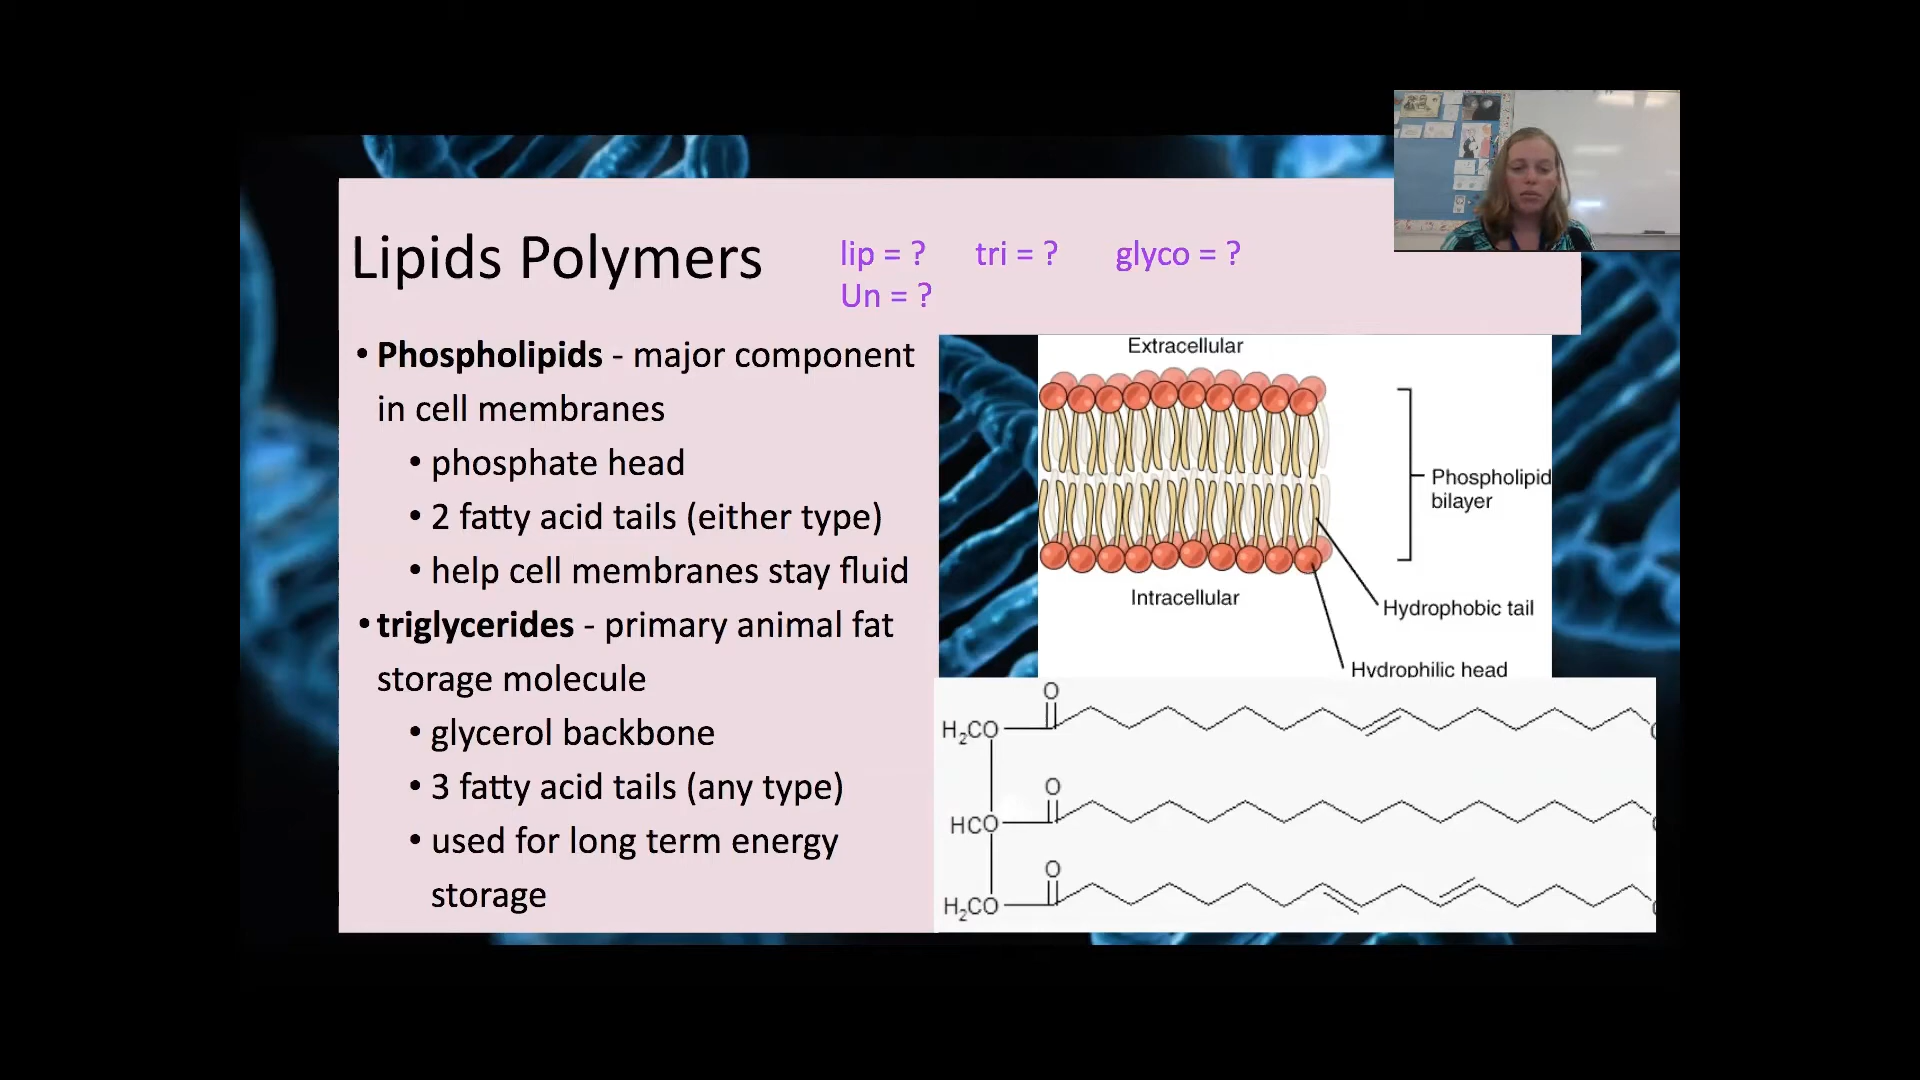 Lipids Polymers
lip = ? tri = ? glyco = ?
Un = ?
• Phospholipids - major component
in cell membranes
• phosphate head
• 2 fatty acid tails (either type)
• help cell membranes stay fluid
• triglycerides - primary animal fat
storage molecule
• glycerol backbone
• 3 fatty acid tails (any type)
• used for long term energy
storage
Extracellular
Phospholipid
bilayer
Intracellular
Hydrophobic tail
Hydrophilic head
O
H₂CO
O
HCO
O
H₂CO